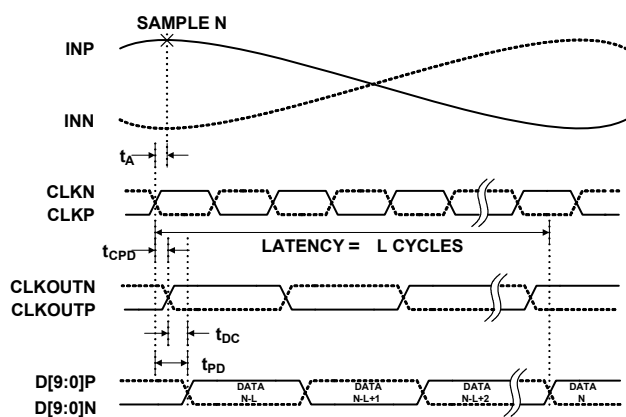 SAMPLE N
INP
INN
tA
CLKN
CLKP
LATENCY = L CYCLES
tCPD
CLKOUTN
CLKOUTP
tDC
tPD
D[9:0]P
D[9:0]N
DATA
N-L
DATA
N-L+1
DATA
N-L+2
DATA
N